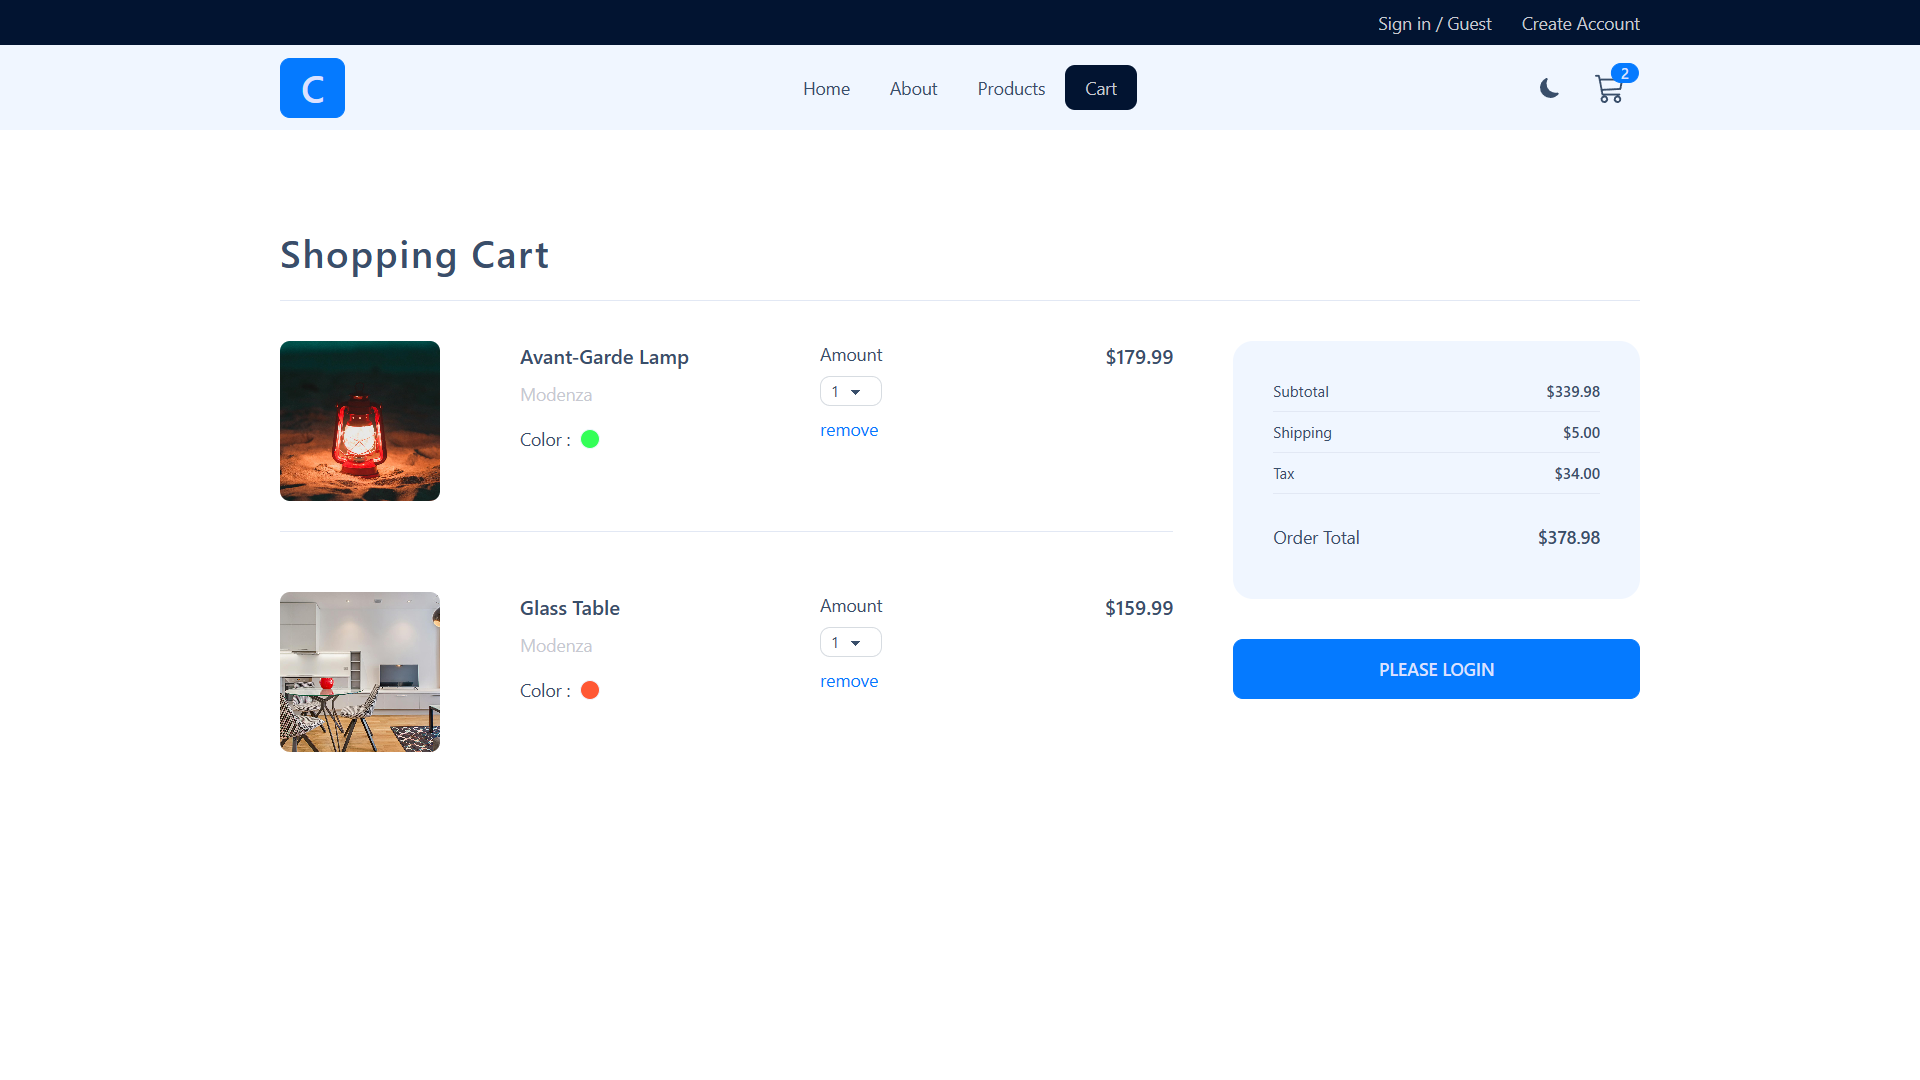 Sign in / Guest Create Account
C
Home About Products Cart
2
Shopping Cart
Avant-Garde Lamp
Modenza
Color :
Amount
1
remove
$179.99
Glass Table
Modenza
Color :
Amount
1
remove
$159.99
Subtotal $339.98
Shipping $5.00
Tax $34.00
Order Total $378.98
PLEASE LOGIN